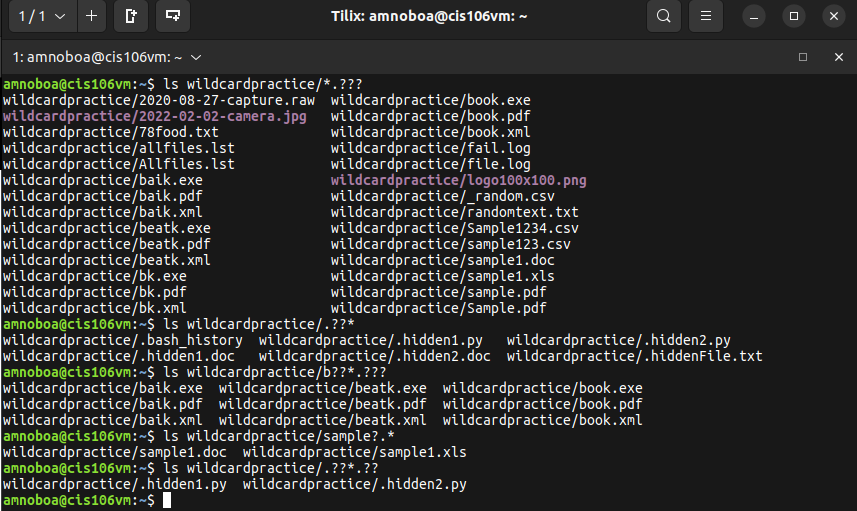 1 / 1
Tilix: amnoboa@cis106vm: ~
1: amnoboa@cis106vm: ~
amnoboa@cis106vm:~$ ls wildcardpractice/*.???
wildcardpractice/2020-08-27-capture.raw  wildcardpractice/book.exe
wildcardpractice/2022-02-02-camera.jpg   wildcardpractice/book.pdf
wildcardpractice/78food.txt              wildcardpractice/book.xml
wildcardpractice/allfiles.lst            wildcardpractice/fail.log
wildcardpractice/Allfiles.lst            wildcardpractice/file.log
wildcardpractice/baik.exe                wildcardpractice/logo100x100.png
wildcardpractice/baik.pdf                wildcardpractice/_random.csv
wildcardpractice/baik.xml                wildcardpractice/randomtext.txt
wildcardpractice/beatk.exe               wildcardpractice/Sample1234.csv
wildcardpractice/beatk.pdf               wildcardpractice/sample123.csv
wildcardpractice/beatk.xml               wildcardpractice/sample1.doc
wildcardpractice/bk.exe                  wildcardpractice/sample1.xls
wildcardpractice/bk.pdf                  wildcardpractice/sample.pdf
wildcardpractice/bk.xml                  wildcardpractice/Sample.pdf
amnoboa@cis106vm:~$ ls wildcardpractice/.??*
wildcardpractice/.bash_history  wildcardpractice/.hidden1.py   wildcardpractice/.hidden2.py
wildcardpractice/.hidden1.doc   wildcardpractice/.hidden2.doc  wildcardpractice/.hiddenFile.txt
amnoboa@cis106vm:~$ ls wildcardpractice/b??*.???
wildcardpractice/baik.exe  wildcardpractice/beatk.exe  wildcardpractice/book.exe
wildcardpractice/baik.pdf  wildcardpractice/beatk.pdf  wildcardpractice/book.pdf
wildcardpractice/baik.xml  wildcardpractice/beatk.xml  wildcardpractice/book.xml
amnoboa@cis106vm:~$ ls wildcardpractice/sample?.*
wildcardpractice/sample1.doc  wildcardpractice/sample1.xls
amnoboa@cis106vm:~$ ls wildcardpractice/.??*.??
wildcardpractice/.hidden1.py  wildcardpractice/.hidden2.py
amnoboa@cis106vm:~$